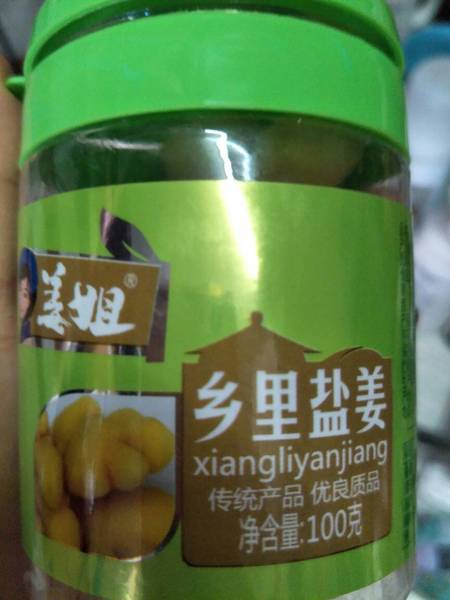 姜姐®
乡里盐姜
xiangliyanjiang
传统产品 优良质品
净含量:100克